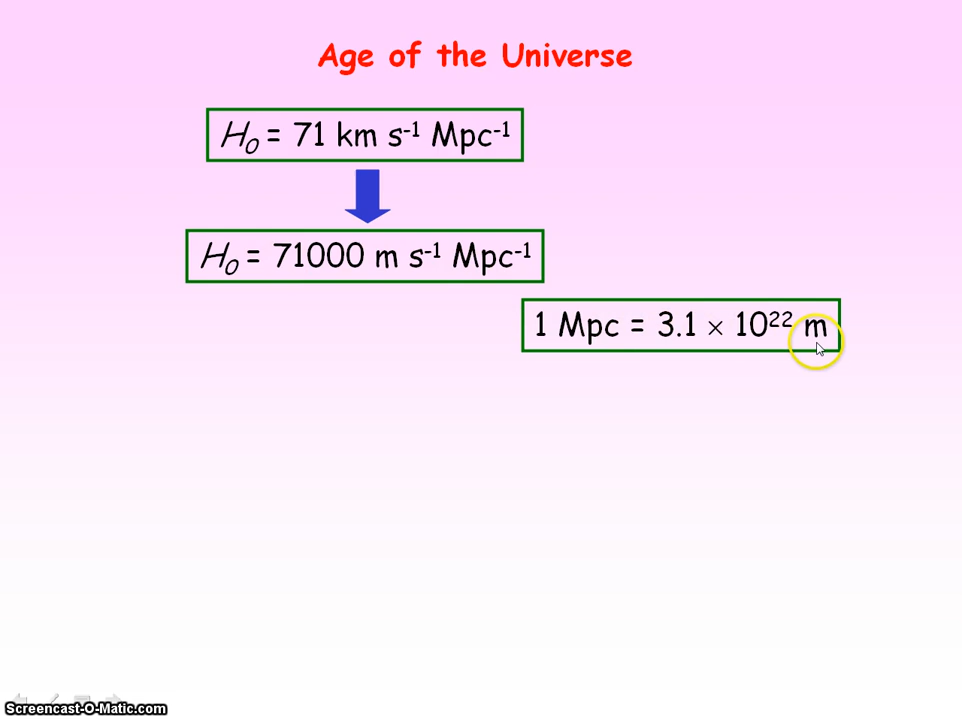 Age of the Universe
H₀ = 71 km s⁻¹ Mpc⁻¹
H₀ = 71000 m s⁻¹ Mpc⁻¹
1 Mpc = 3.1 × 10²² m
Screencast-O-Matic.com